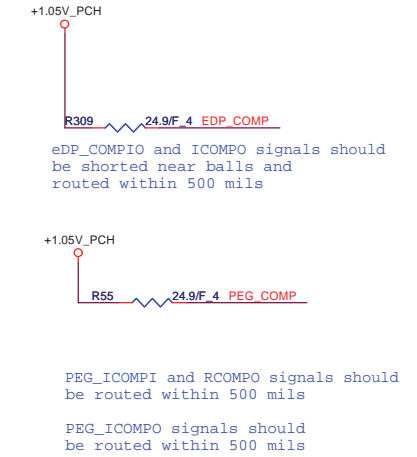 +1.05V_PCH
R309 24.9/F_4 EDP_COMP
eDP_COMPIO and ICOMPO signals should
be shorted near balls and
routed within 500 mils
+1.05V_PCH
R55 24.9/F_4 PEG_COMP
PEG_ICOMPI and RCOMPO signals should
be routed within 500 mils
PEG_ICOMPO signals should
be routed within 500 mils